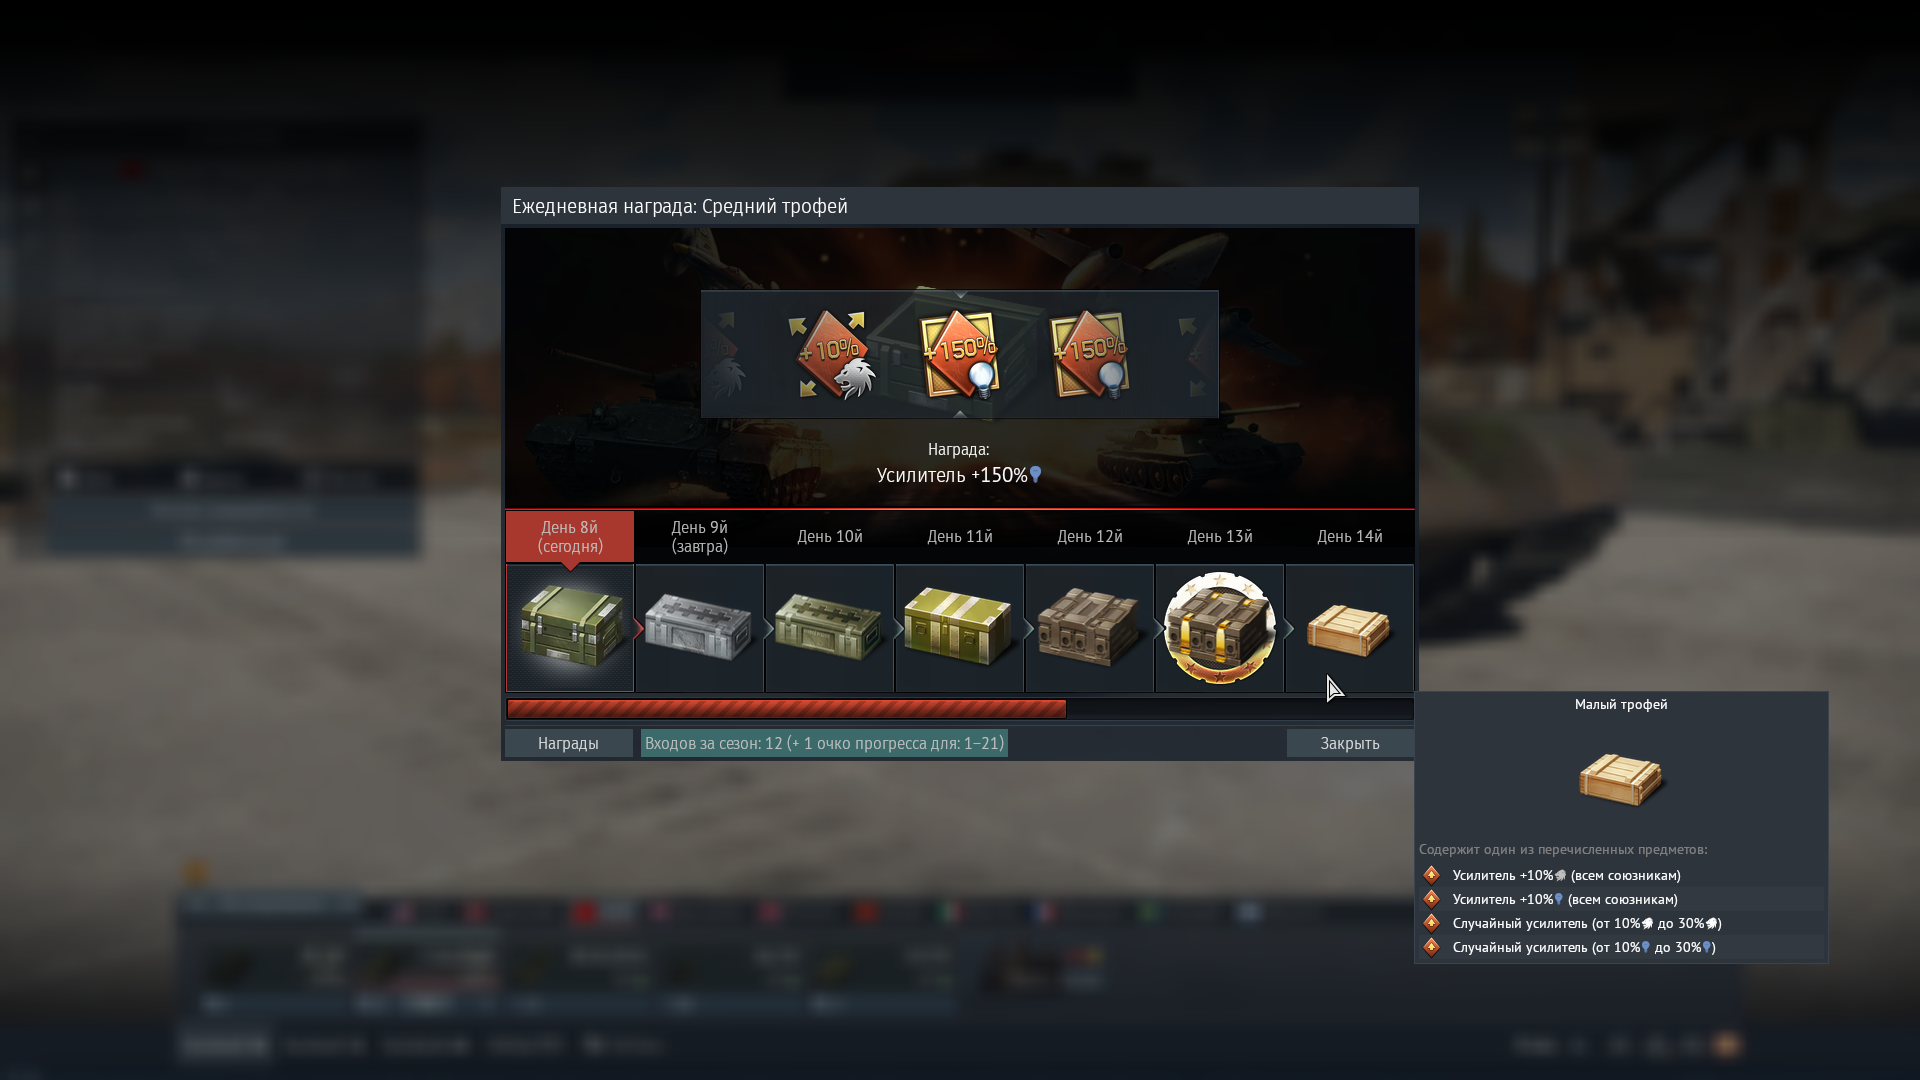 Ежедневная награда: Средний трофей
+10%
+150%
+150%
Награда:
Усилитель +150%
День 8й
(сегодня)
День 9й
(завтра)
День 10й
День 11й
День 12й
День 13й
День 14й
Награды
Входов за сезон: 12 (+ 1 очко прогресса для: 1–21)
Закрыть
Малый трофей
Содержит один из перечисленных предметов:
Усилитель +10% (всем союзникам)
Усилитель +10% (всем союзникам)
Случайный усилитель (от 10% до 30%)
Случайный усилитель (от 10% до 30%)